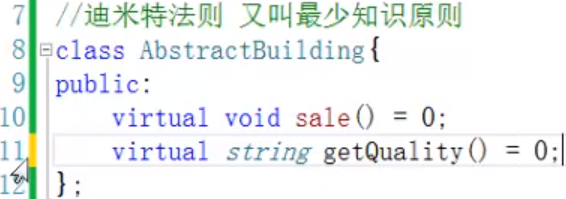 7 //迪米特法则 又叫最少知识原则
8 class AbstractBuilding{
9 public:
10 virtual void sale() = 0;
11 virtual string getQuality() = 0;
12 };